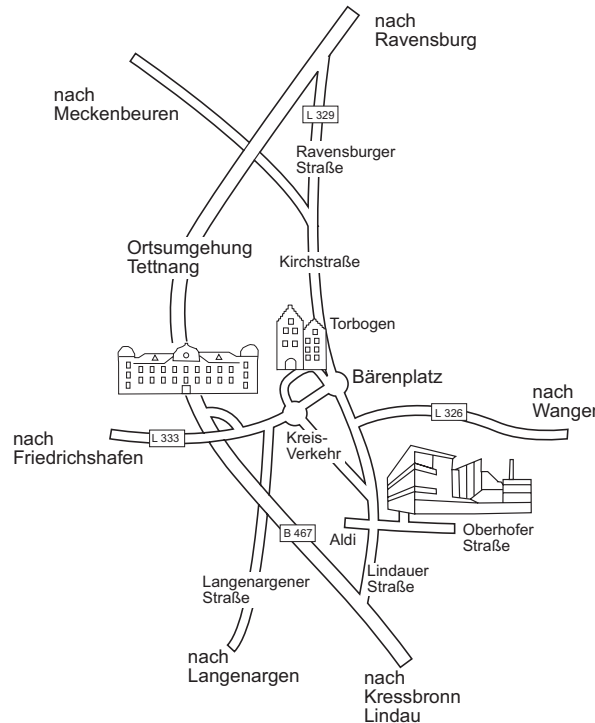 nach
Ravensburg
nach
Meckenbeuren
L 329
Ravensburger
Straße
Ortsumgehung
Tettnang
Kirchstraße
Torbogen
Bärenplatz
nach
Wangen
L 326
L 333
nach
Friedrichshafen
Kreis-
Verkehr
B 467
Aldi
Oberhofer
Straße
Langenargener
Straße
Lindauer
Straße
nach
Langenargen
nach
Kressbronn
Lindau